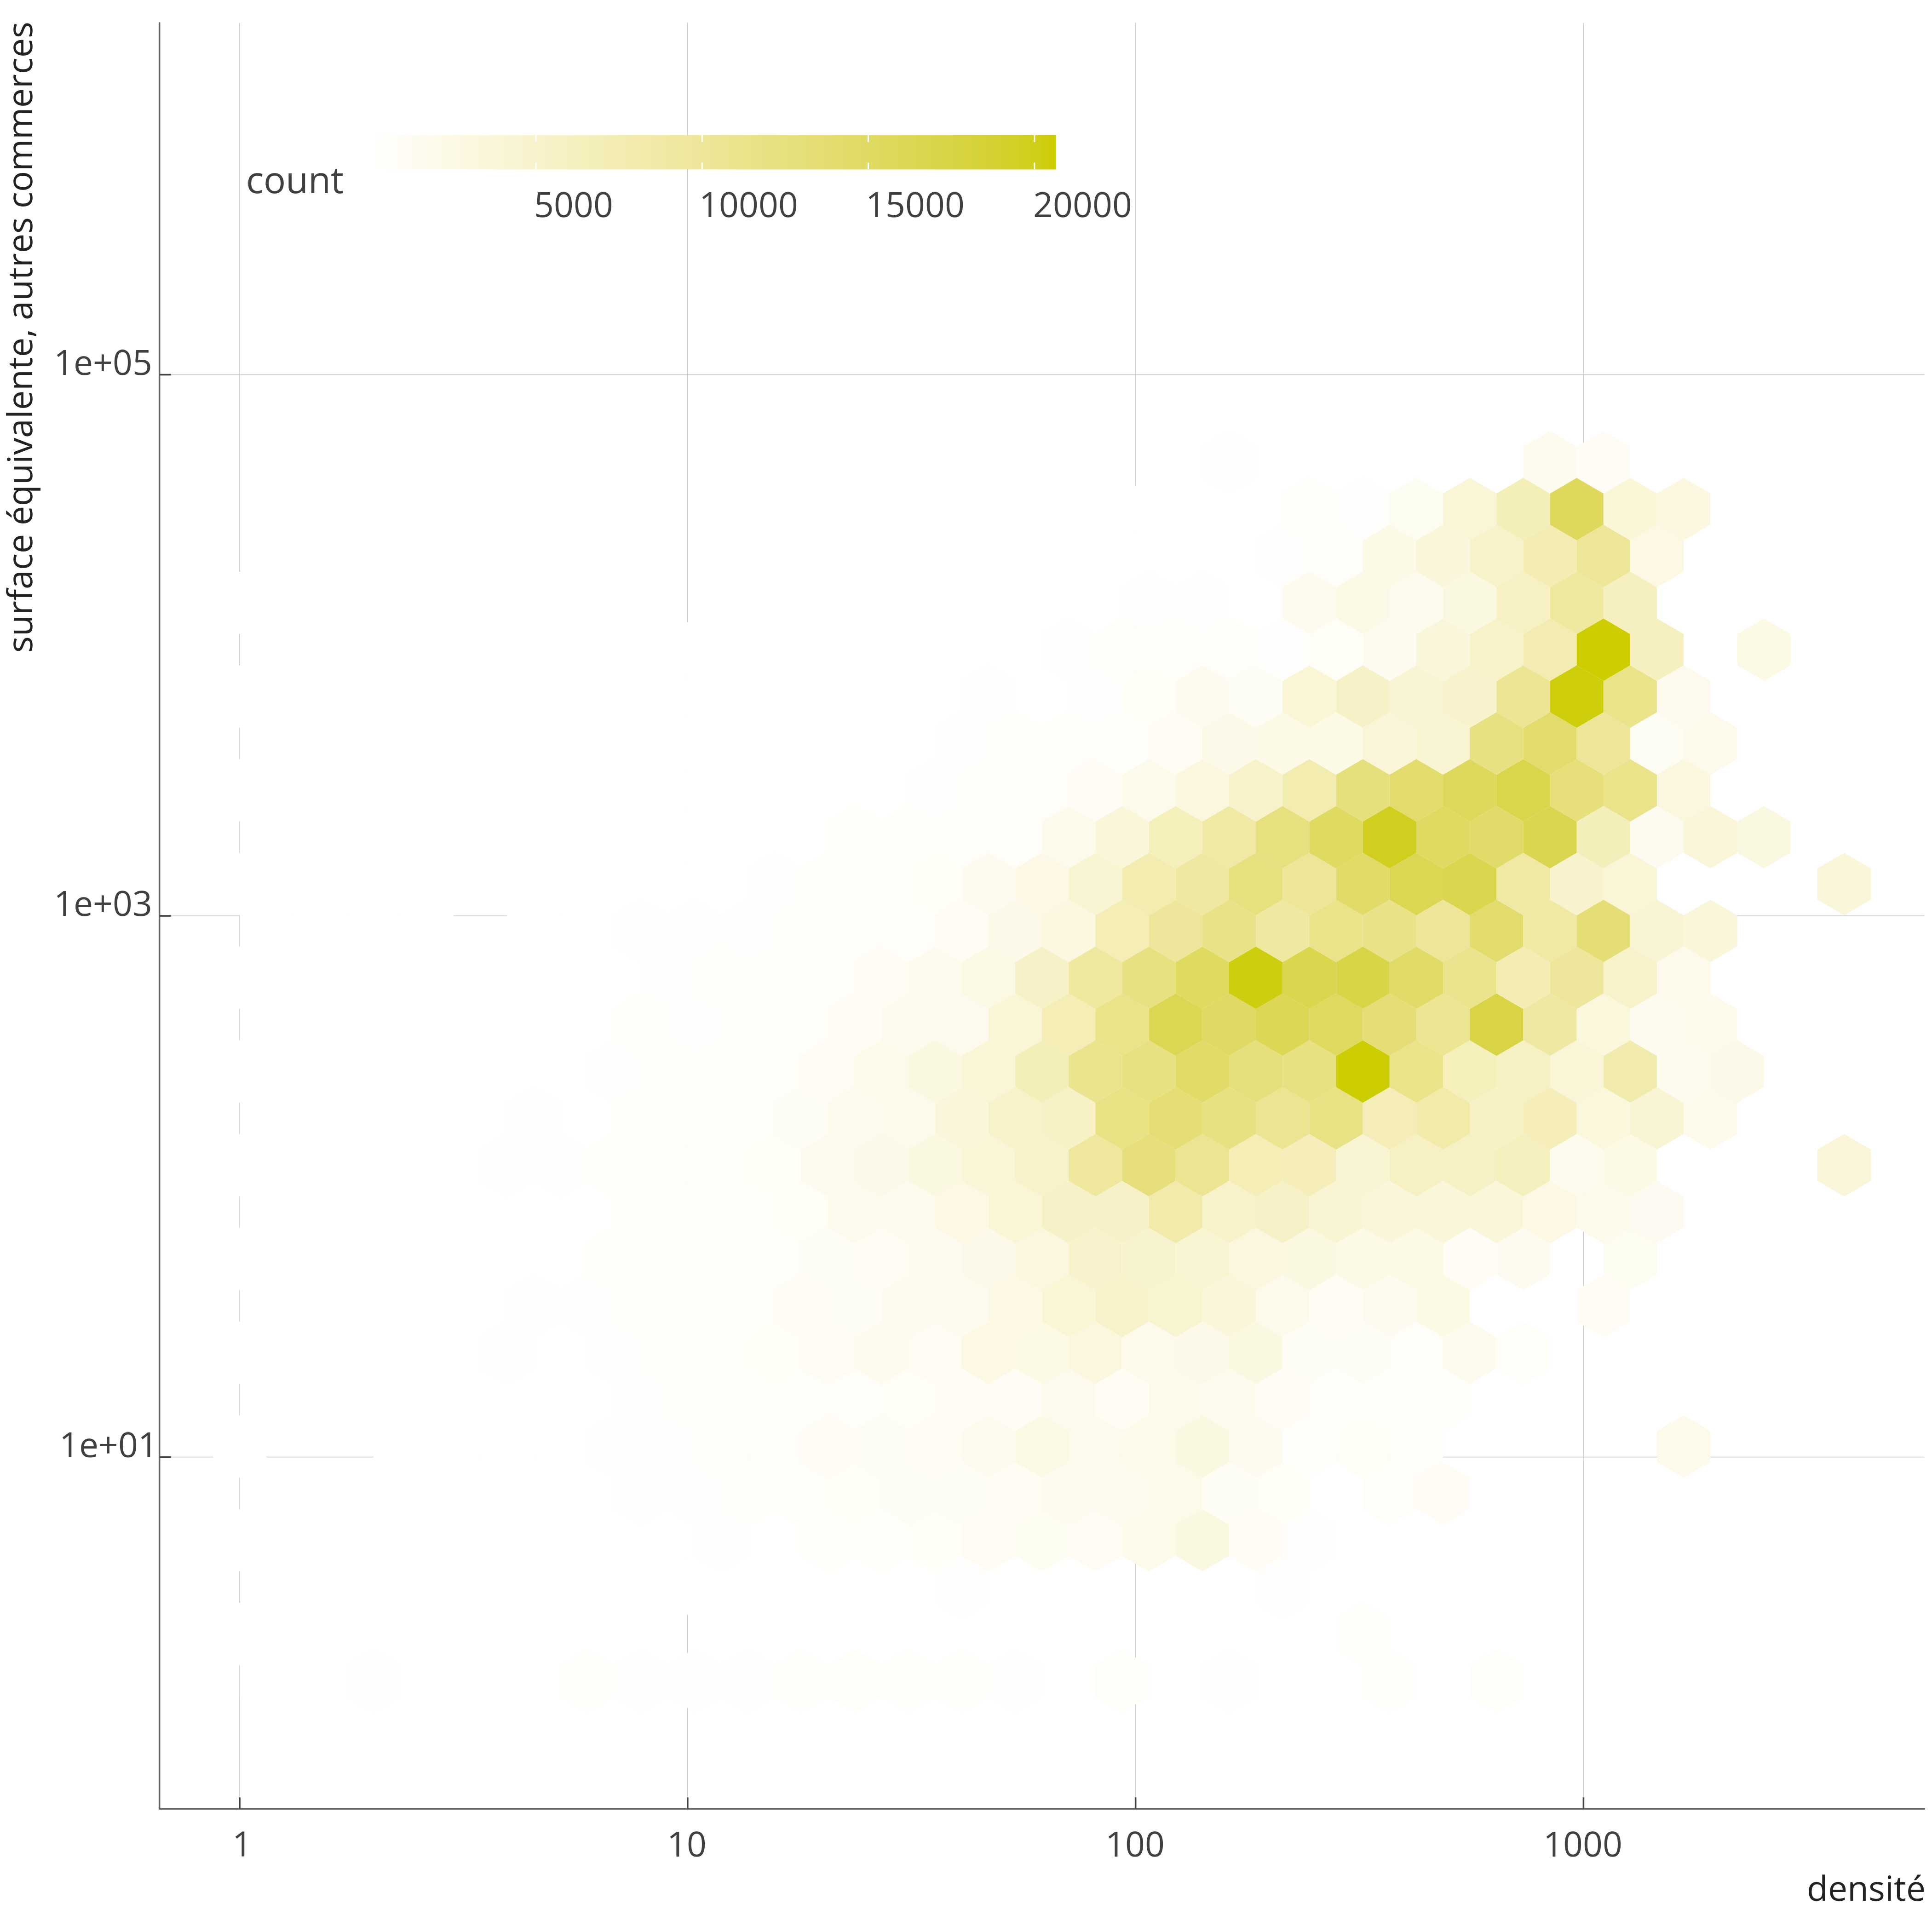 surface équivalente, autres commerces
count
5000 10000 15000 20000
1e+05
1e+03
1e+01
1 10 100 1000
densité